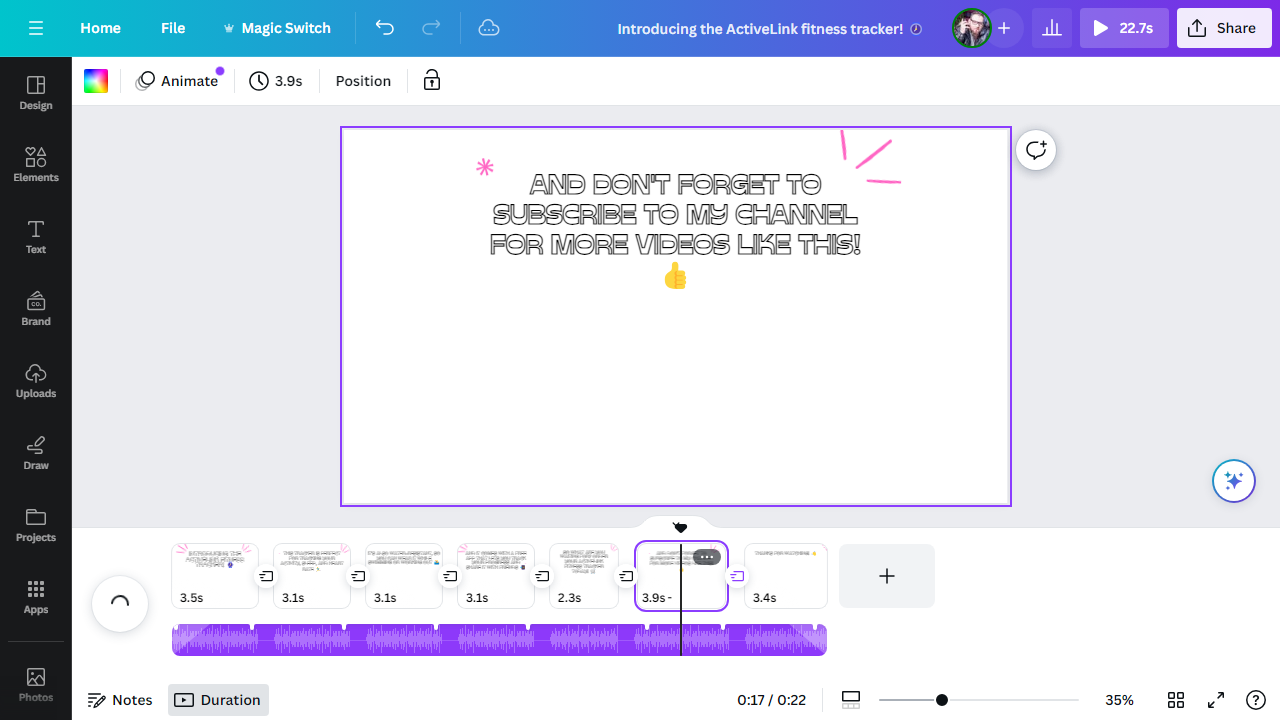 Home
File
Magic Switch
Introducing the ActiveLink fitness tracker!
22.7s
Share
Design
Elements
Text
CO.
Brand
Uploads
Draw
Projects
Apps
Photos
Animate
3.9s
Position
AND DON'T FORGET TO
SUBSCRIBE TO MY CHANNEL
FOR MORE VIDEOS LIKE THIS!
3.5s
3.1s
3.1s
3.1s
2.3s
3.9s -
3.4s
Notes
Duration
0:17 / 0:22
35%